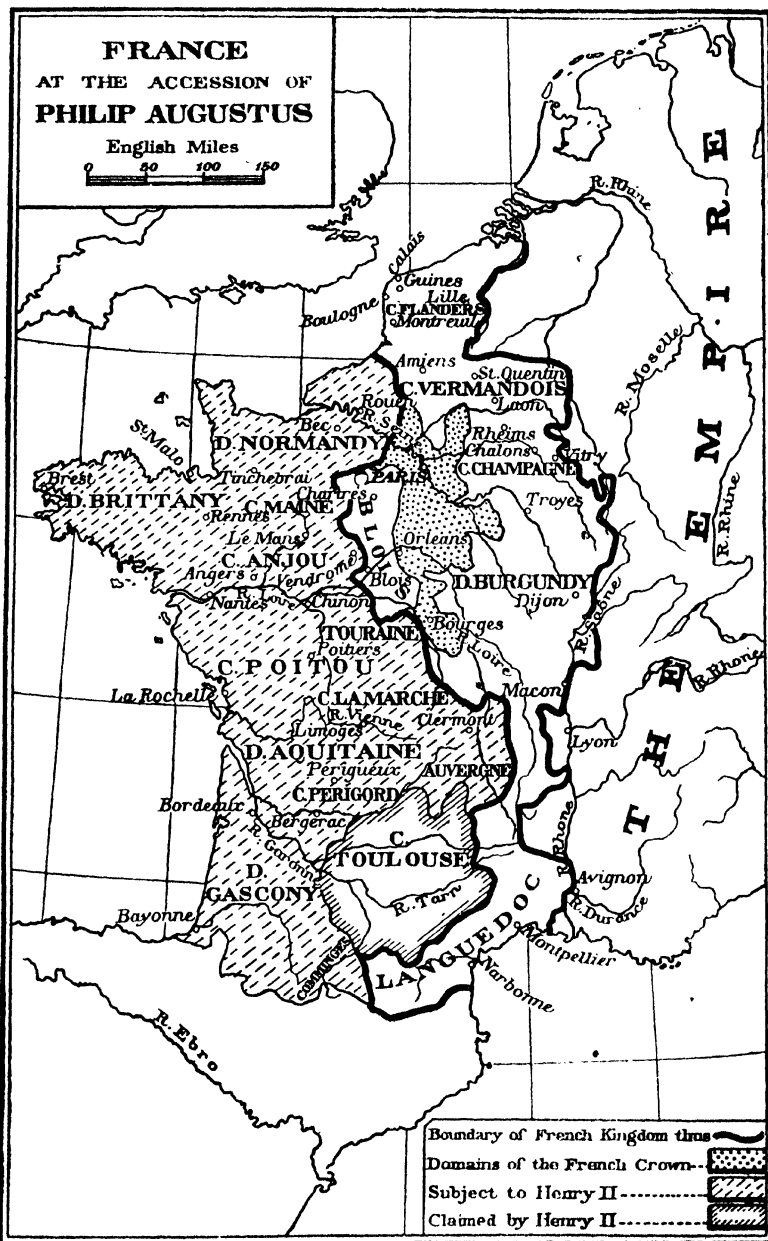 FRANCE
AT THE ACCESSION OF
PHILIP AUGUSTUS
English Miles
0 50 100 150
R. Rhine
Calais
Guines
Lille
Boulogne
C. FLANDERS
Montreuil
R. Moselle
THE EMPIRE
Amiens
St. Quentin
C. VERMANDOIS
Laon
Rouen
R. Seine
Bec
Rheims
St Malo
D. NORMANDY
Chalons
Vitry
C. CHAMPAGNE
Brest
Tinchebrai
PARIS
D. BRITTANY
C. MAINE
Chartres
Troyes
R. Rhine
Rennes
C. BLOIS
Le Mans
Orleans
C. ANJOU
Angers
Vendrome
Blois
D. BURGUNDY
Dijon
Nantes
R. Loire
Chinon
Bourges
R. Saône
TOURAINE
R. Loire
Poitiers
C. POITOU
R. Rhone
La Rochelle
C. LA MARCHE
Macon
R. Vienne
Clermont
Limoges
Lyon
D. AQUITAINE
Périgueux
AUVERGNE
C. PERIGORD
Bordeaux
Bergerac
R. Garonne
C.
TOULOUSE
R. Rhone
D.
GASCONY
R. Tarn
Avignon
R. Durance
Bayonne
COMMINGES
LANGUEDOC
Montpellier
Narbonne
R. Ebro
Boundary of French Kingdom thus
Domains of the French Crown
Subject to Henry II
Claimed by Henry II